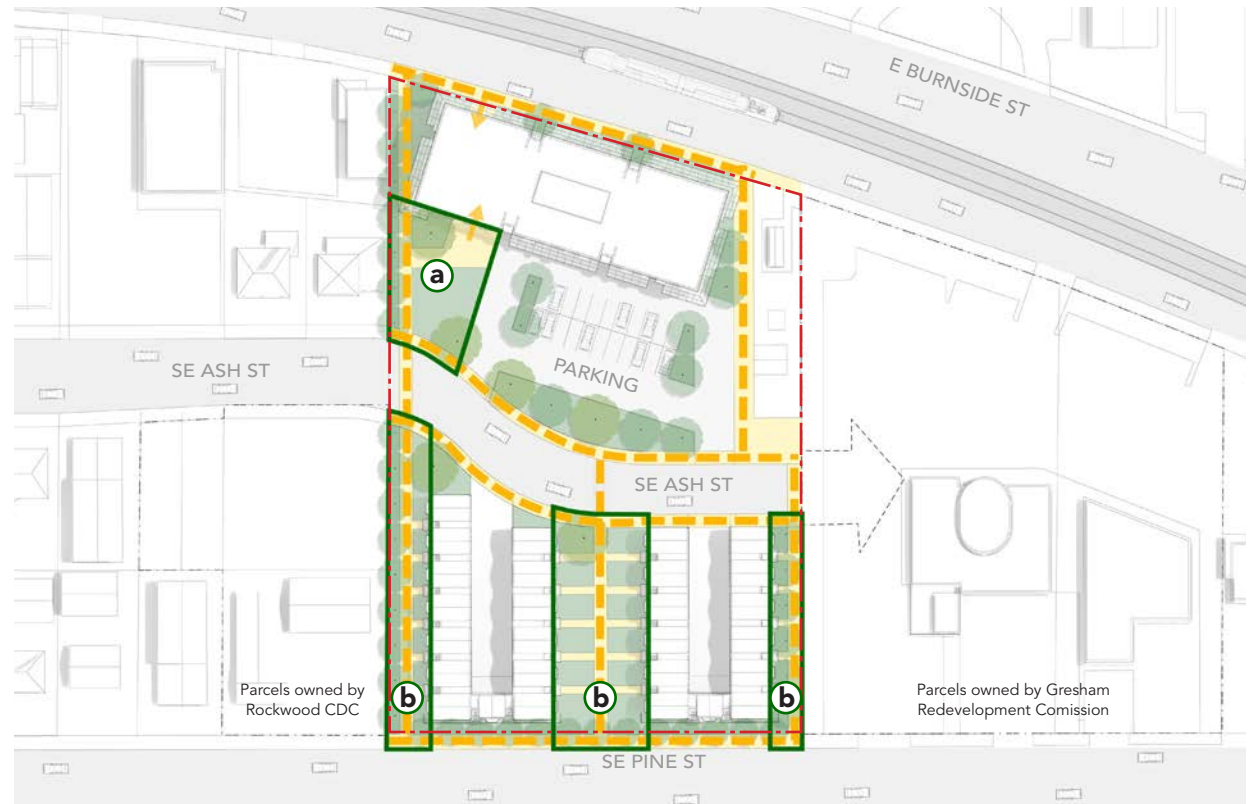 E BURNSIDE ST
a
SE ASH ST
PARKING
SE ASH ST
Parcels owned by
Rockwood CDC
b
b
b
Parcels owned by Gresham
Redevelopment Comission
SE PINE ST